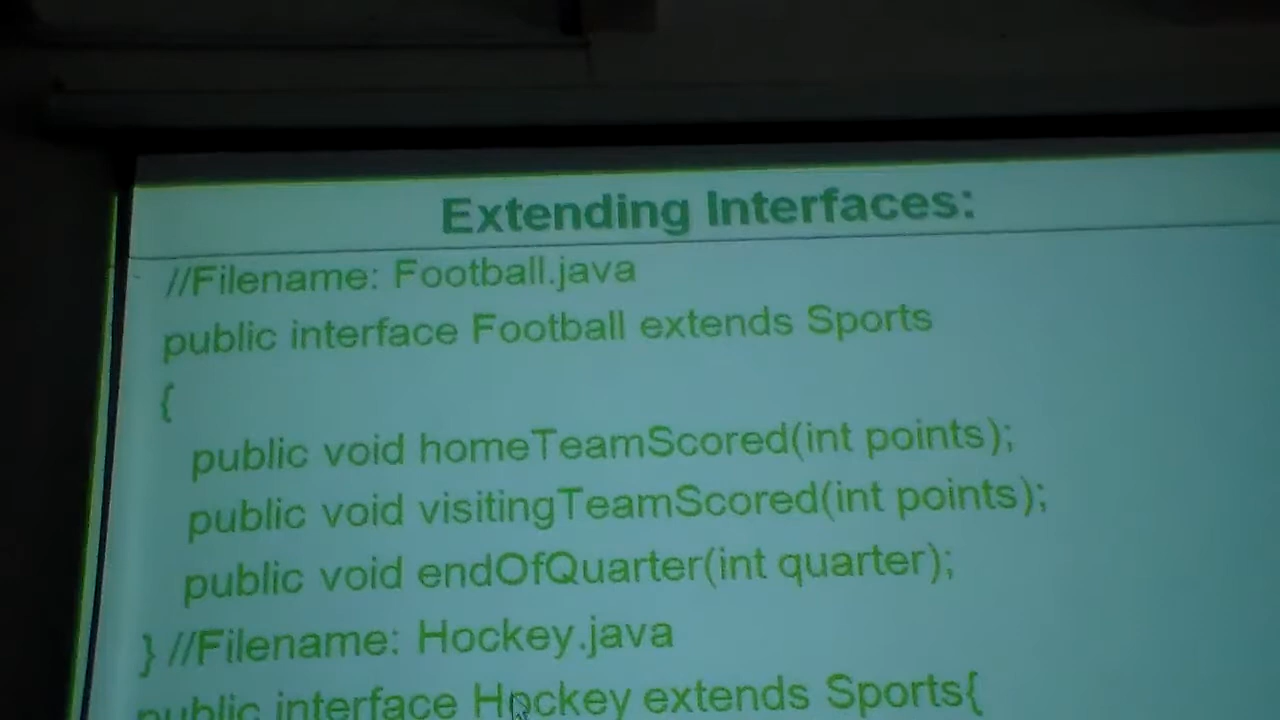 Extending Interfaces:
//Filename: Football.java
public interface Football extends Sports
{
public void homeTeamScored(int points);
public void visitingTeamScored(int points);
public void endOfQuarter(int quarter);
} //Filename: Hockey.java
public interface Hockey extends Sports{